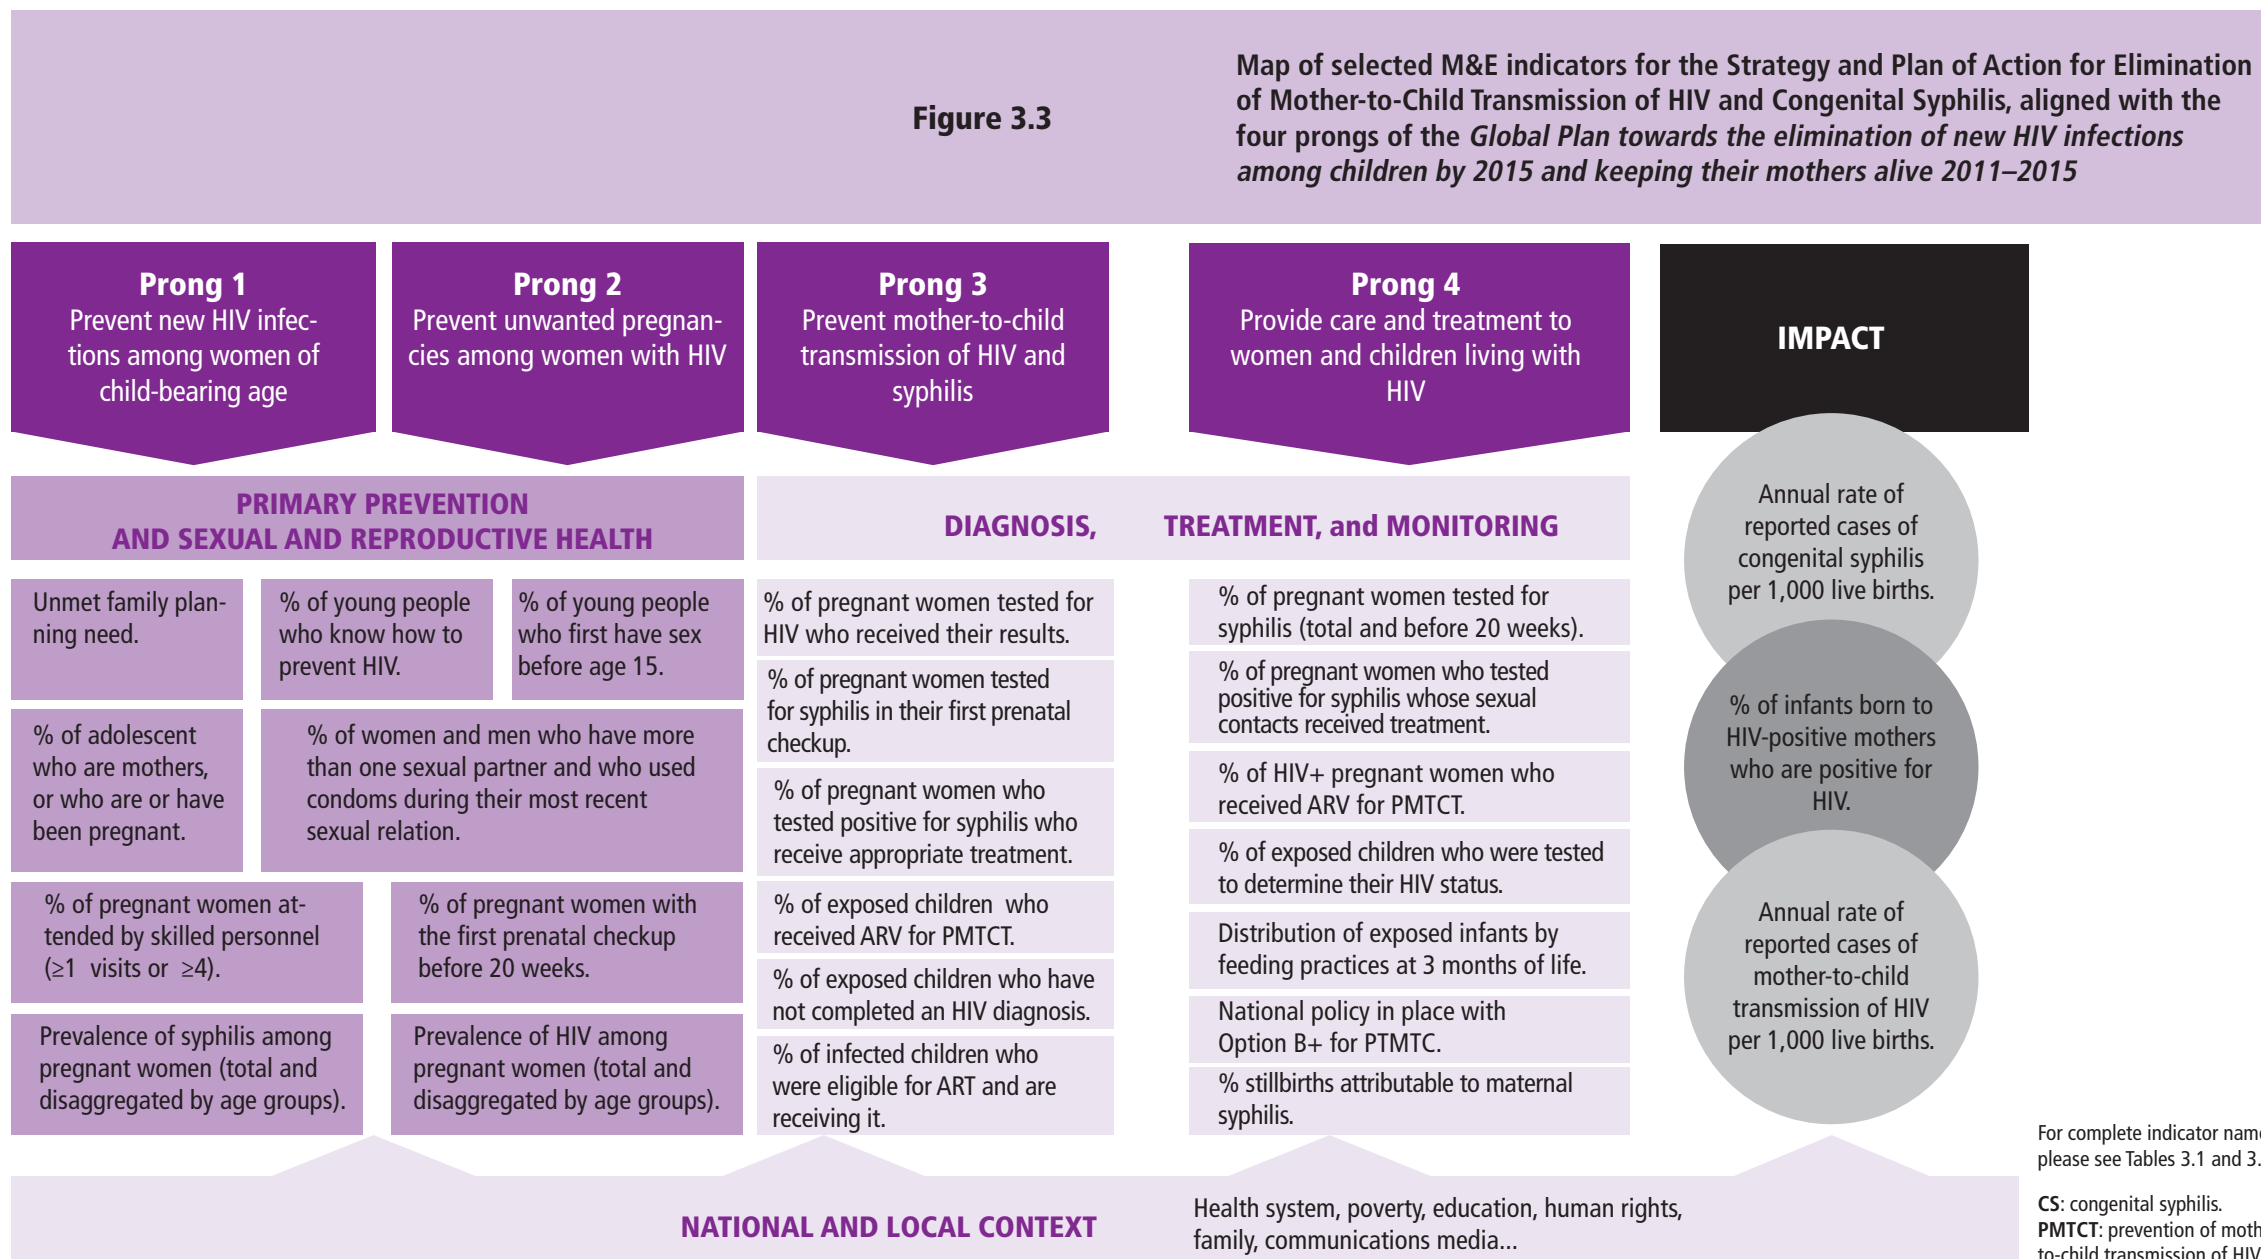 Figure 3.3
Map of selected M&E indicators for the Strategy and Plan of Action for Elimination
of Mother-to-Child Transmission of HIV and Congenital Syphilis, aligned with the
four prongs of the Global Plan towards the elimination of new HIV infections
among children by 2015 and keeping their mothers alive 2011–2015
Prong 1
Prevent new HIV infec-
tions among women of
child-bearing age
Prong 2
Prevent unwanted pregnan-
cies among women with HIV
Prong 3
Prevent mother-to-child
transmission of HIV and
syphilis
Prong 4
Provide care and treatment to
women and children living with
HIV
IMPACT
PRIMARY PREVENTION
AND SEXUAL AND REPRODUCTIVE HEALTH
DIAGNOSIS, TREATMENT, and MONITORING
Unmet family plan-
ning need.
% of young people
who know how to
prevent HIV.
% of young people
who first have sex
before age 15.
% of adolescent
who are mothers,
or who are or have
been pregnant.
% of women and men who have more
than one sexual partner and who used
condoms during their most recent
sexual relation.
% of pregnant women at-
tended by skilled personnel
(≥1 visits or ≥4).
% of pregnant women with
the first prenatal checkup
before 20 weeks.
Prevalence of syphilis among
pregnant women (total and
disaggregated by age groups).
Prevalence of HIV among
pregnant women (total and
disaggregated by age groups).
% of pregnant women tested for
HIV who received their results.
% of pregnant women tested
for syphilis in their first prenatal
checkup.
% of pregnant women who
tested positive for syphilis who
receive appropriate treatment.
% of exposed children who
received ARV for PMTCT.
% of exposed children who have
not completed an HIV diagnosis.
% of infected children who
were eligible for ART and are
receiving it.
% of pregnant women tested for
syphilis (total and before 20 weeks).
% of pregnant women who tested
positive for syphilis whose sexual
contacts received treatment.
% of HIV+ pregnant women who
received ARV for PMTCT.
% of exposed children who were tested
to determine their HIV status.
Distribution of exposed infants by
feeding practices at 3 months of life.
National policy in place with
Option B+ for PTMTC.
% stillbirths attributable to maternal
syphilis.
Annual rate of
reported cases of
congenital syphilis
per 1,000 live births.
% of infants born to
HIV-positive mothers
who are positive for
HIV.
Annual rate of
reported cases of
mother-to-child
transmission of HIV
per 1,000 live births.
NATIONAL AND LOCAL CONTEXT
Health system, poverty, education, human rights,
family, communications media...
For complete indicator
please see Tables 3.1 and
CS: congenital syphilis.
PMTCT: prevention of
to-child transmission of HIV